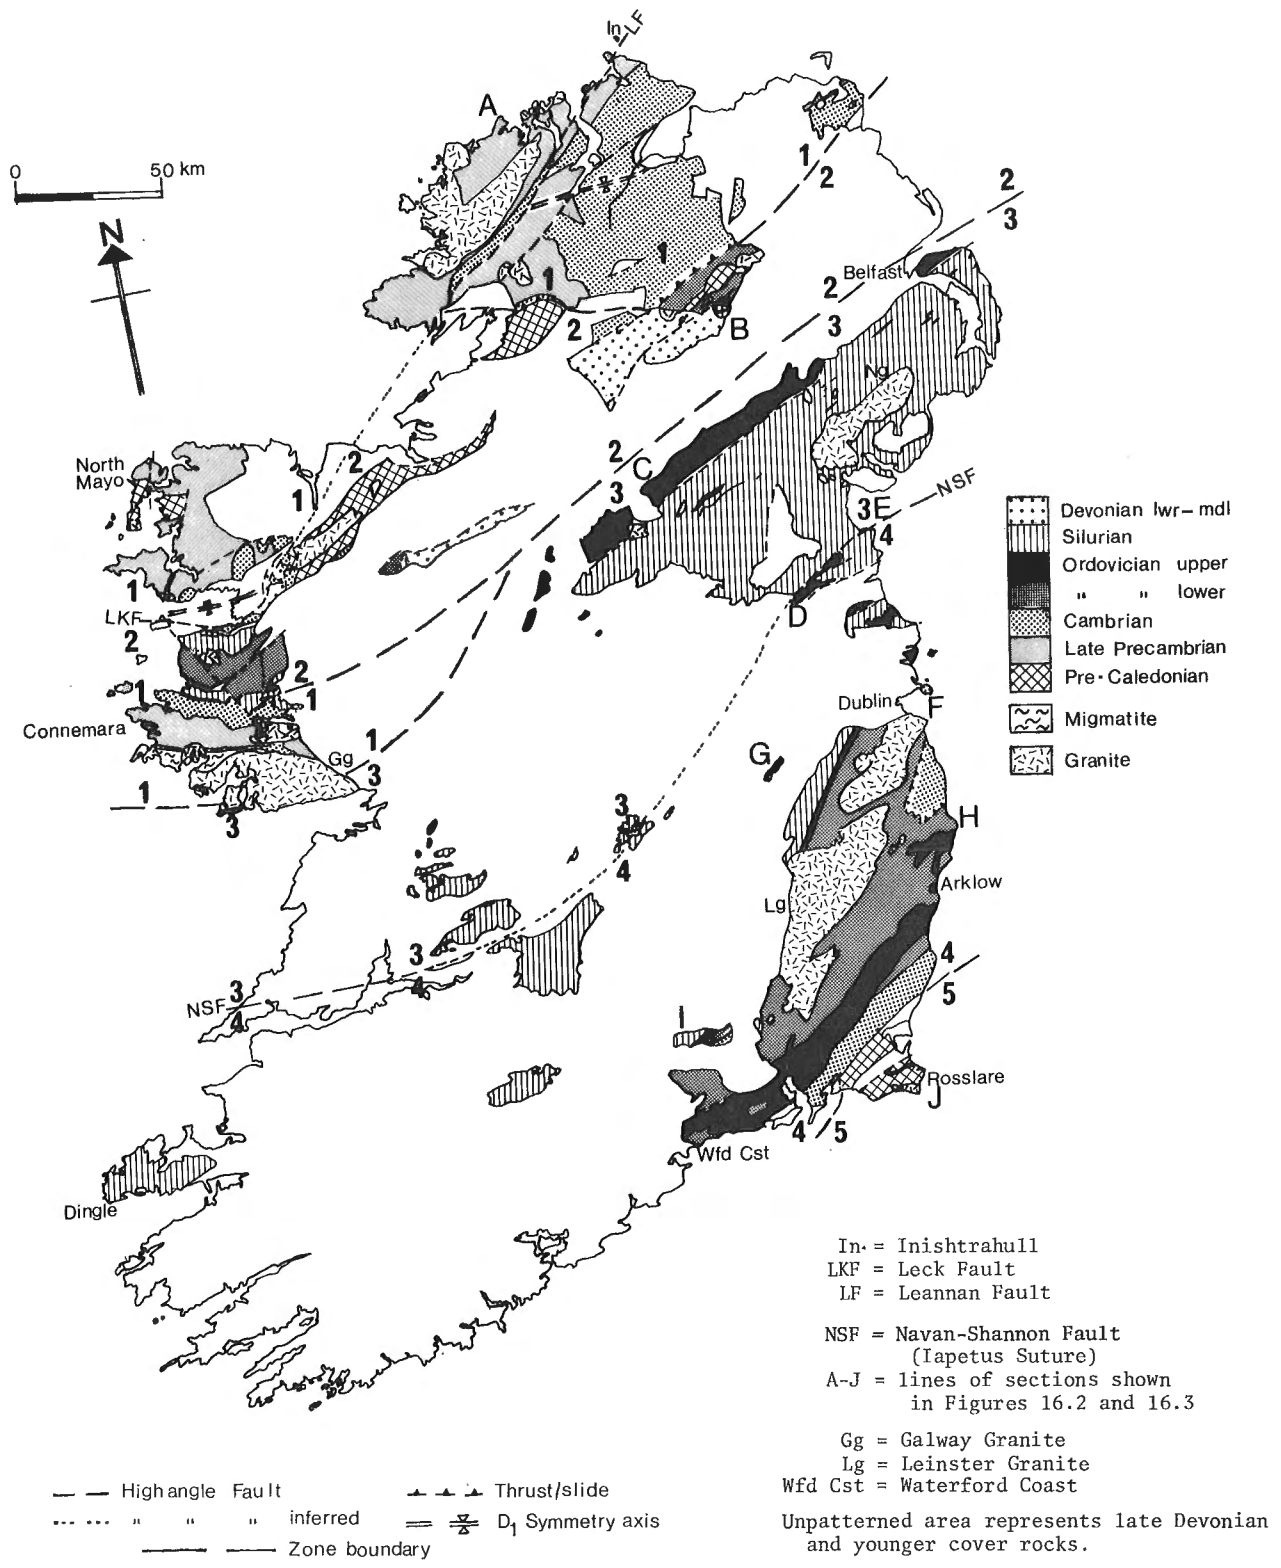 In
LF
A
0
50 km
N
1
2
2
3
1
Belfast
1
2
2
3
B
Ng
North
Mayo
2
1
2
C
3
NSF
3
E
4
1
LKF
2
D
2
1
1
Connemara
Gg
1
3
1
3
Devonian lwr-mdl
Silurian
Ordovician upper
" " lower
Cambrian
Late Precambrian
Pre-Caledonian
Migmatite
Granite
Dublin
F
G
H
3
4
Arklow
Lg
3
4
NSF
3
4
4
5
I
Rosslare
J
4
5
Wfd Cst
Dingle
In· = Inishtrahull
LKF = Leck Fault
LF = Leannan Fault
NSF = Navan-Shannon Fault
(Iapetus Suture)
A-J = lines of sections shown
in Figures 16.2 and 16.3
Gg = Galway Granite
Lg = Leinster Granite
Wfd Cst = Waterford Coast
Unpatterned area represents late Devonian
and younger cover rocks.
High angle Fault
" " " inferred
Zone boundary
Thrust/slide
D1 Symmetry axis